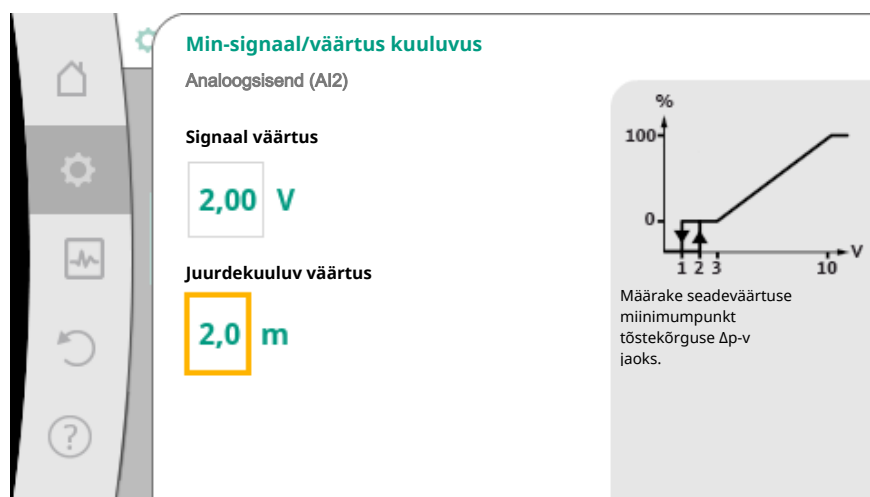 Min-signaal/väärtus kuuluvus
Analoogsisend (AI2)
Signaal väärtus
2,00 V
Juurdekuuluv väärtus
2,0 m
%
100
0
1 2 3 10 V
Määrake seadeväärtuse
miinimumpunkt
tõstekõrguse Δp-v
jaoks.
?